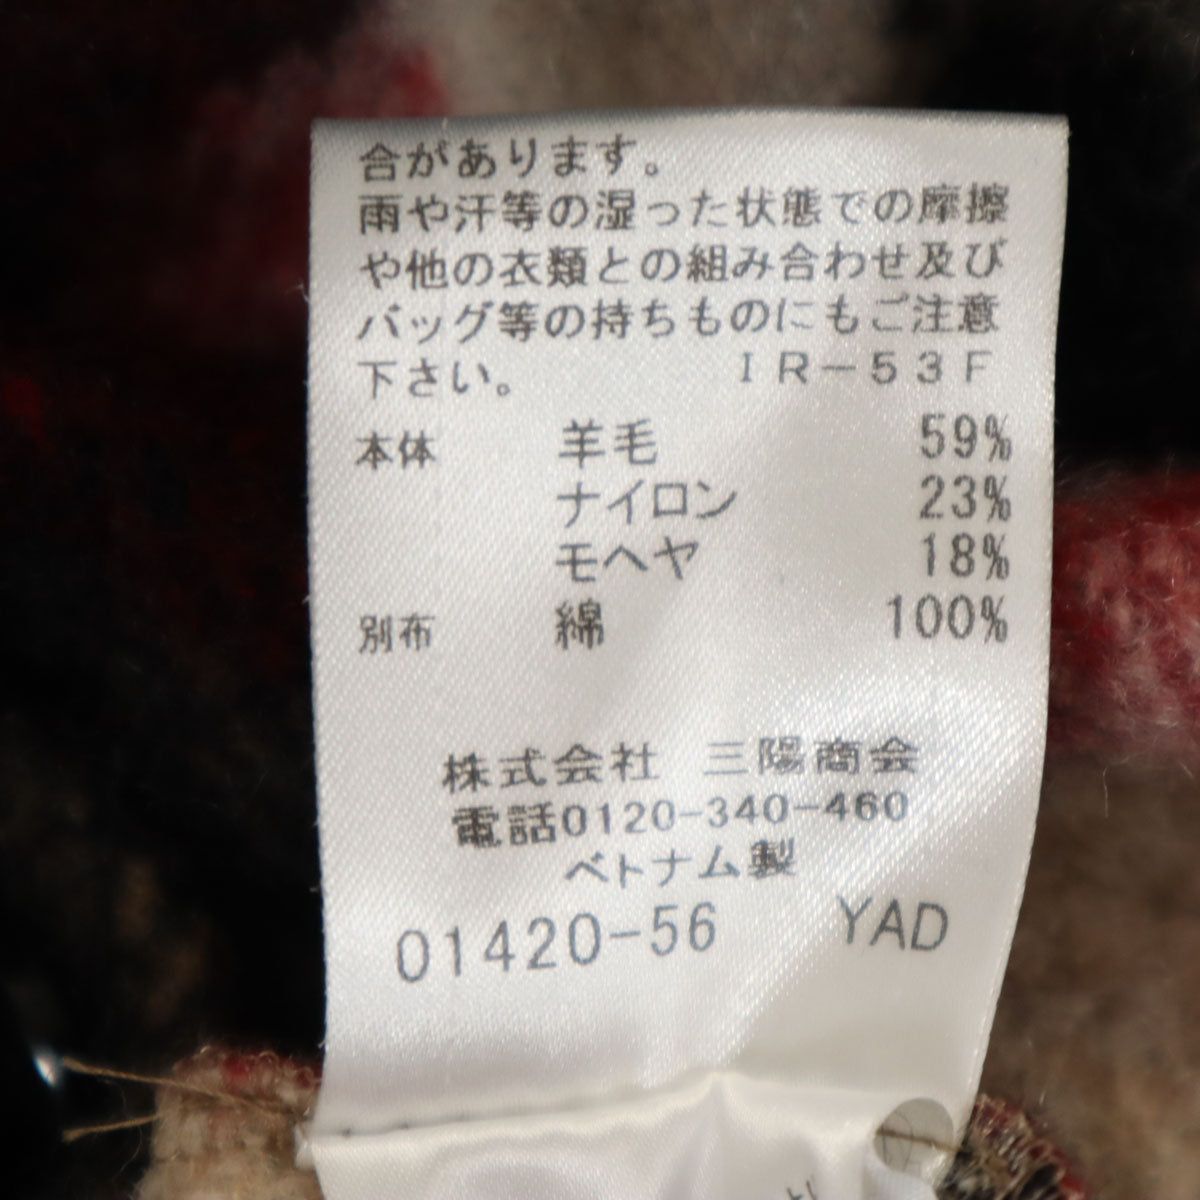 合があります。
雨や汗等の湿った状態での摩擦
や他の衣類との組み合わせ及び
バッグ等の持ちものにもご注意
下さい。 IR-53F
本体 羊毛 59%
ナイロン 23%
モヘヤ 18%
別布 綿 100%
株式会社 三陽商会
電話0120-340-460
ベトナム製
01420-56 YAD